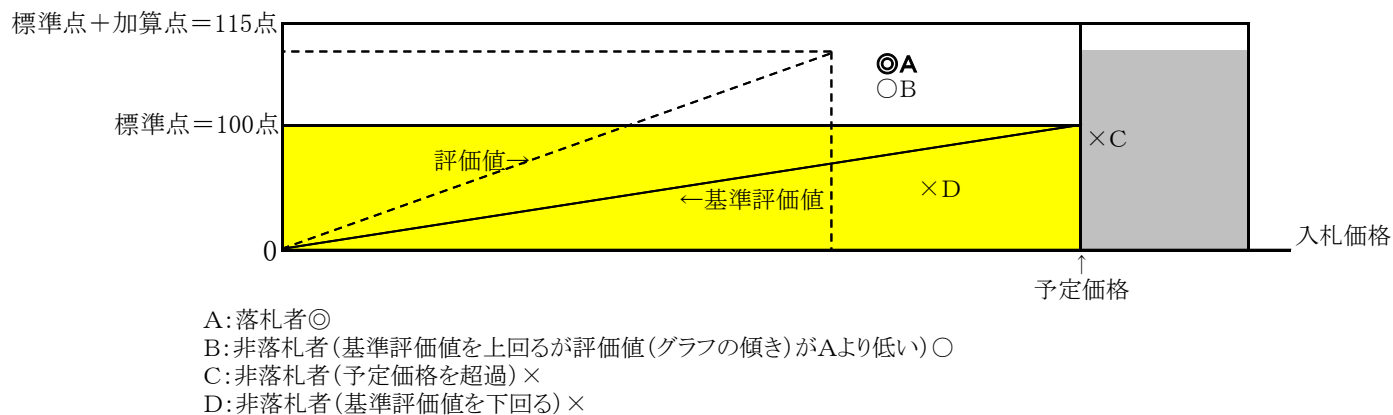 標準点＋加算点＝115点
◎A
○B
標準点＝100点
×C
評価値→
×D
←基準評価値
入札価格
0
↑
予定価格
A：落札者◎
B：非落札者（基準評価値を上回るが評価値（グラフの傾き）がAより低い）○
C：非落札者（予定価格を超過）×
D：非落札者（基準評価値を下回る）×